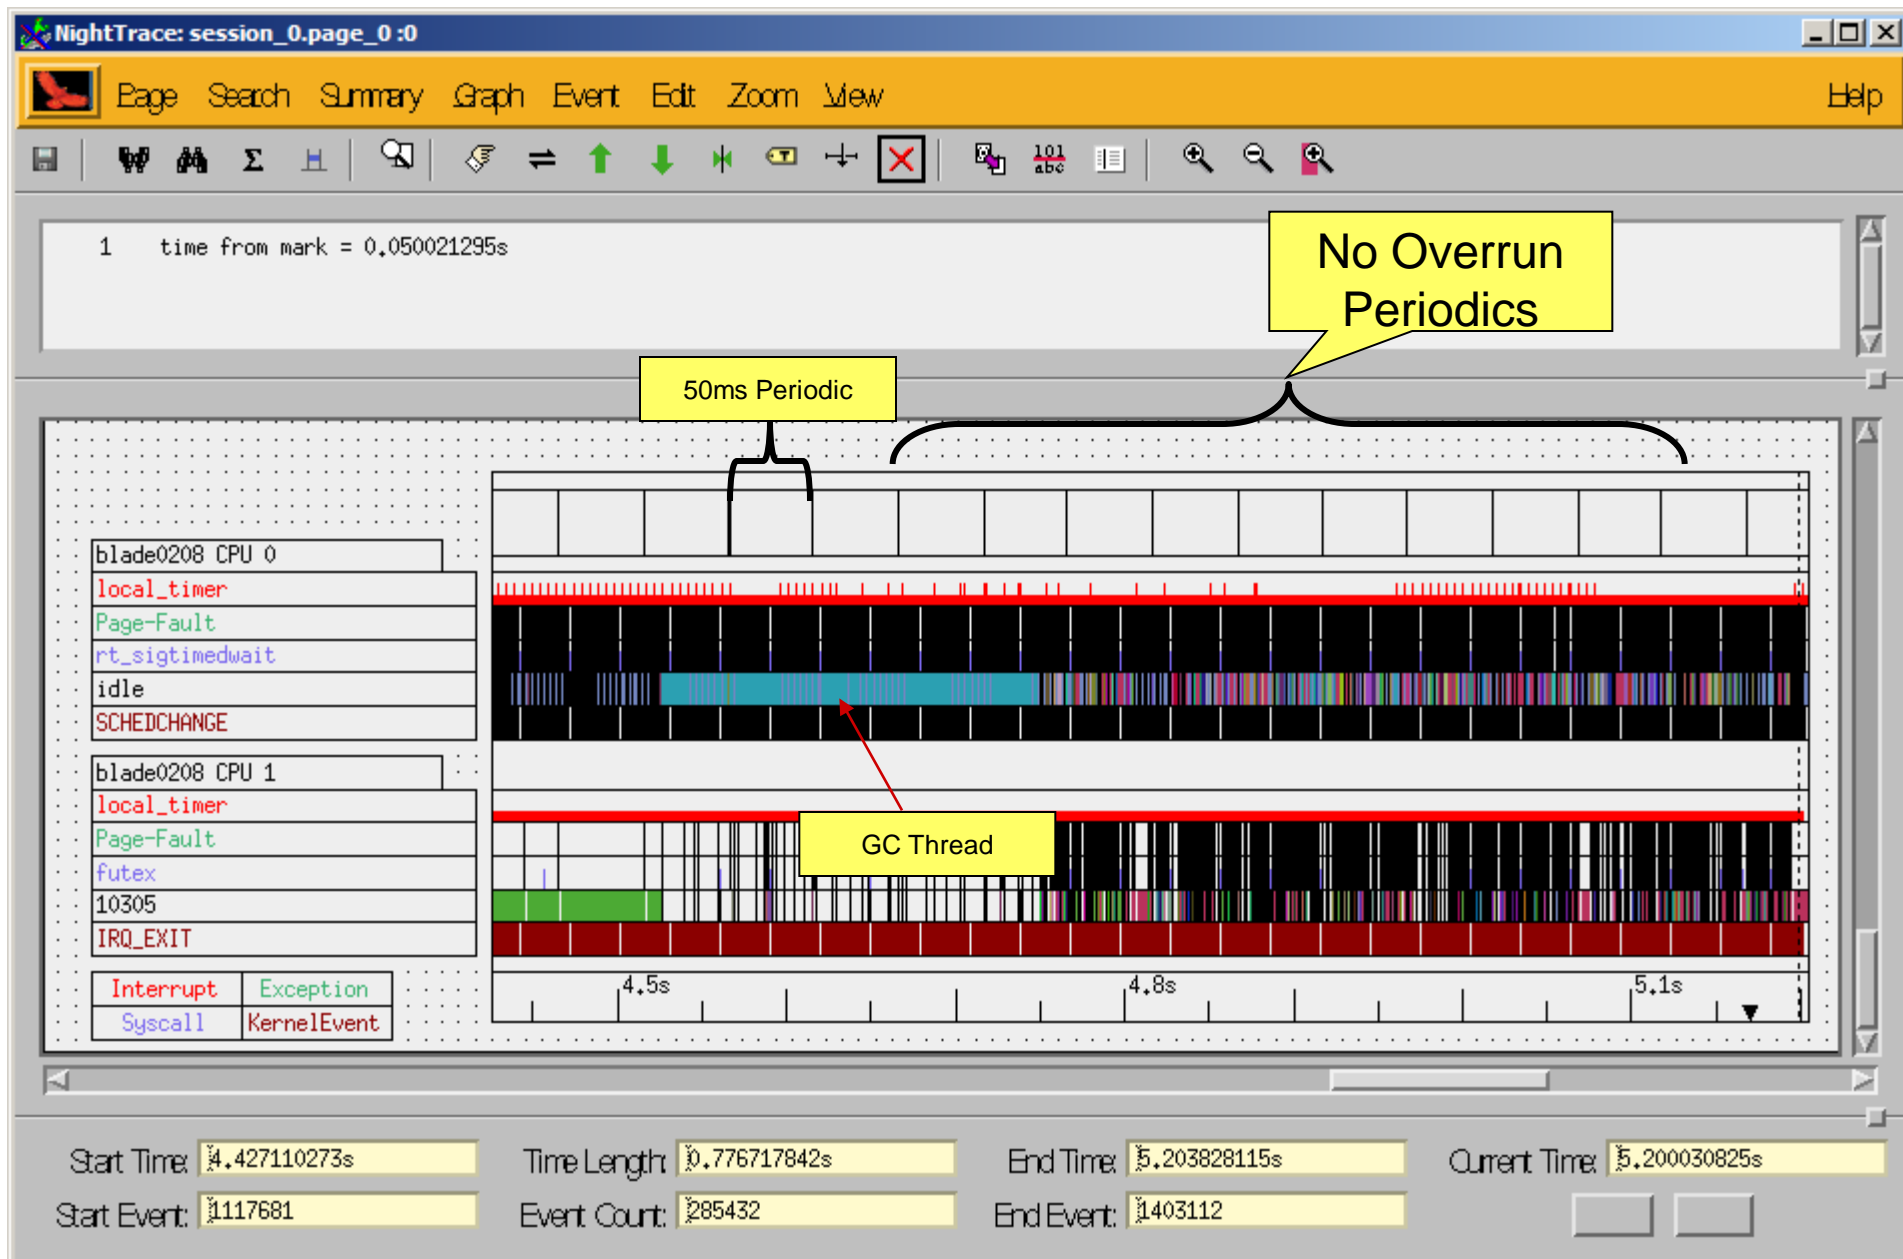 NightTrace: session_0.page_0 :0
Page Search Summary Graph Event Edit Zoom View Help
101
abc
1 time from mark = 0.050021295s
No Overrun
Periodics
50ms Periodic
blade0208 CPU 0
local_timer
Page-Fault
rt_sigtimedwait
idle
SCHEDCHANGE
blade0208 CPU 1
local_timer
Page-Fault
futex
10305
IRQ_EXIT
GC Thread
Interrupt Exception
Syscall KernelEvent
4.5s 4.8s 5.1s
Start Time: 4.427110273s Time Length: 0.776717842s End Time: 5.203828115s Current Time: 5.200030825s
Start Event: 1117681 Event Count: 285432 End Event: 1403112